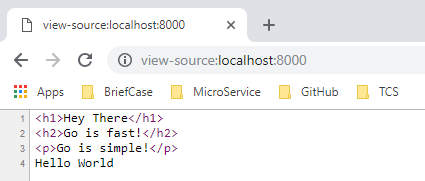 view-source:localhost:8000
view-source:localhost:8000
Apps BriefCase MicroService GitHub TCS
1 <h1>Hey There</h1>
2 <h2>Go is fast!</h2>
3 <p>Go is simple!</p>
4 Hello World